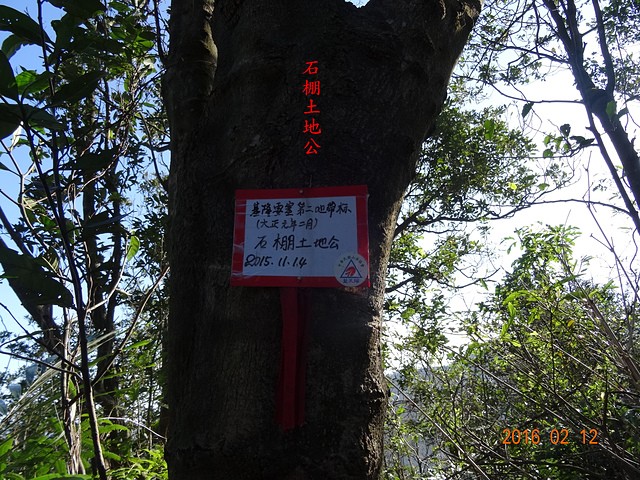 石棚土地公
基隆要塞第二地帶標
(大正元年二月)
石棚土地公
2015.11.14
2016 02 12